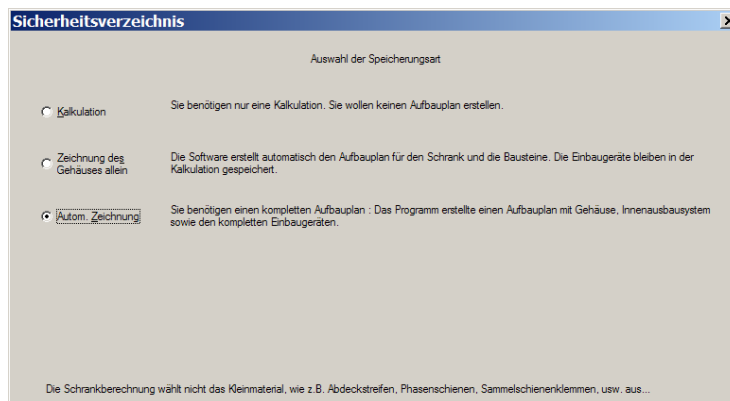 Sicherheitsverzeichnis
Auswahl der Speicherungsart
Kalkulation
Sie benötigen nur eine Kalkulation. Sie wollen keinen Aufbauplan erstellen.
Zeichnung des
Gehäuses allein
Die Software erstellt automatisch den Aufbauplan für den Schrank und die Bausteine. Die Einbaugeräte bleiben in der
Kalkulation gespeichert.
Autom. Zeichnung
Sie benötigen einen kompletten Aufbauplan : Das Programm erstellte einen Aufbauplan mit Gehäuse, Innenausbausystem
sowie den kompletten Einbaugeräten.
Die Schrankberechnung wählt nicht das Kleinmaterial, wie z.B. Abdeckstreifen, Phasenschienen, Sammelschienenklemmen, usw. aus...